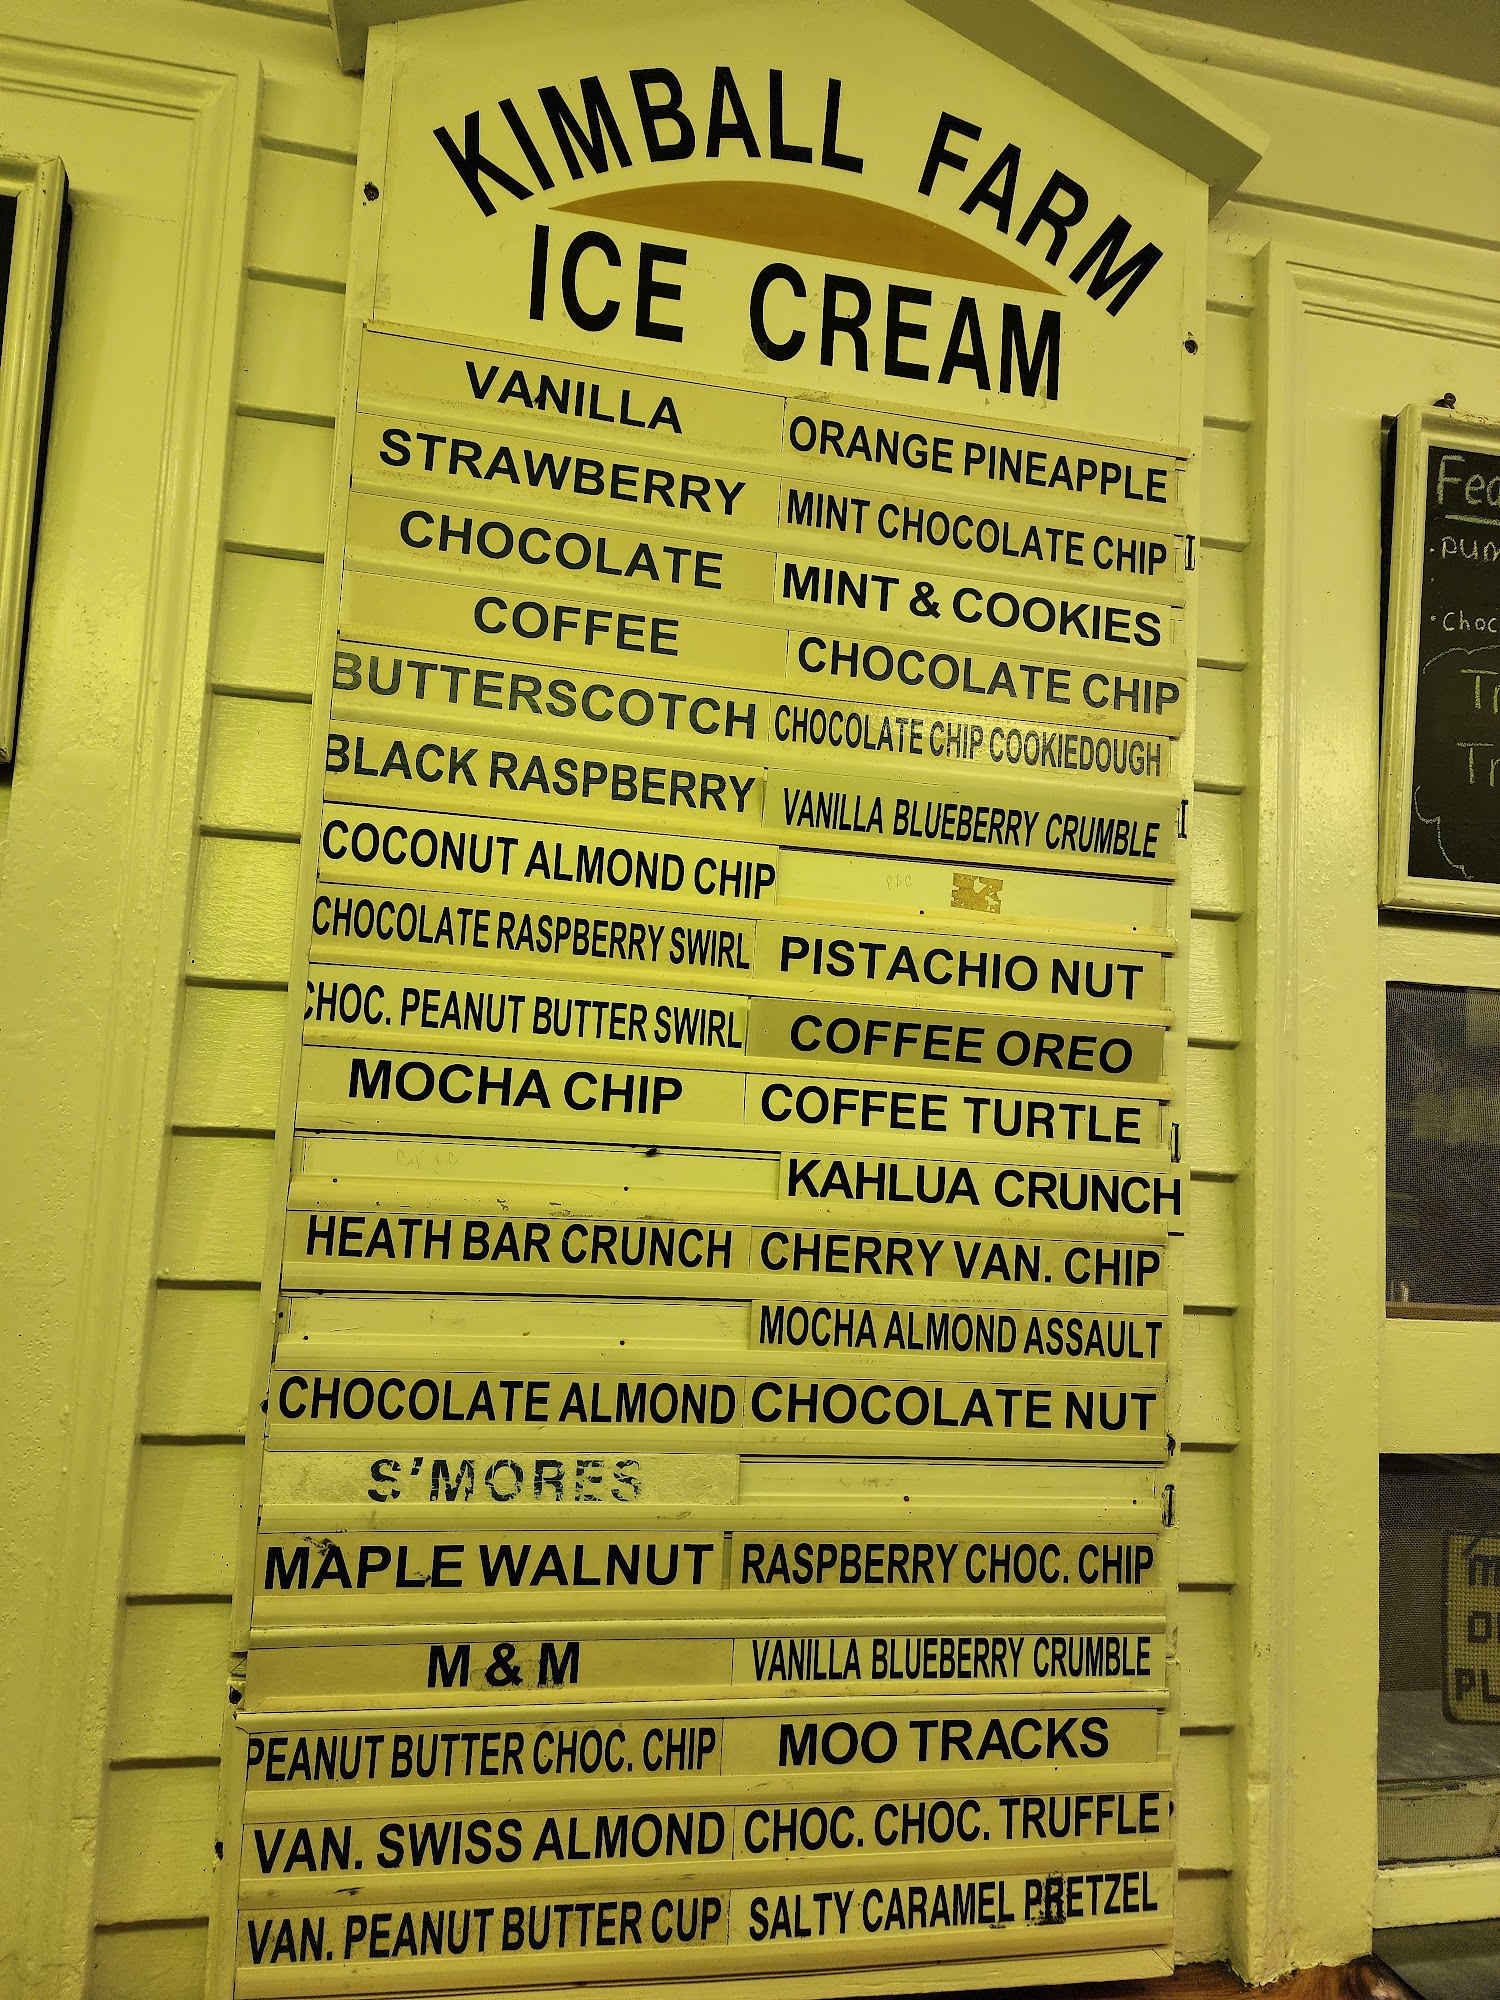 KIMBALL FARM
ICE CREAM
VANILLA
STRAWBERRY
CHOCOLATE
COFFEE
BUTTERSCOTCH
BLACK RASPBERRY
COCONUT ALMOND CHIP
CHOCOLATE RASPBERRY SWIRL
CHOC. PEANUT BUTTER SWIRL
MOCHA CHIP
HEATH BAR CRUNCH
CHOCOLATE ALMOND
S'MORES
MAPLE WALNUT
M & M
PEANUT BUTTER CHOC. CHIP
VAN. SWISS ALMOND
VAN. PEANUT BUTTER CUP
ORANGE PINEAPPLE
MINT CHOCOLATE CHIP
MINT & COOKIES
CHOCOLATE CHIP
CHOCOLATE CHIP COOKIEDOUGH
VANILLA BLUEBERRY CRUMBLE
PISTACHIO NUT
COFFEE OREO
COFFEE TURTLE
KAHLUA CRUNCH
CHERRY VAN. CHIP
MOCHA ALMOND ASSAULT
CHOCOLATE NUT
RASPBERRY CHOC. CHIP
VANILLA BLUEBERRY CRUMBLE
MOO TRACKS
CHOC. CHOC. TRUFFLE
SALTY CARAMEL PRETZEL